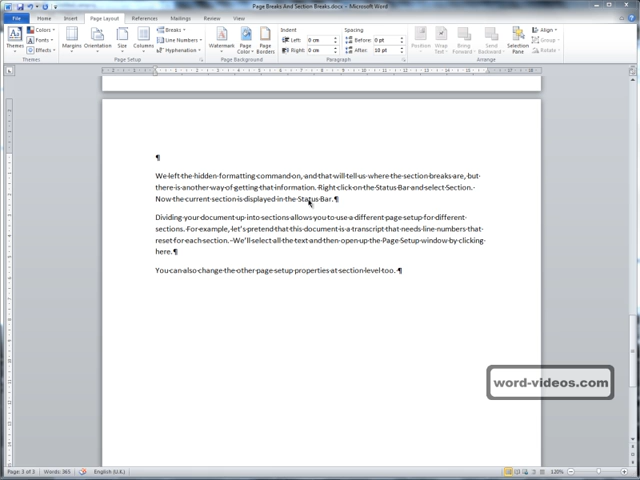 Page Breaks And Section Breaks.docx - Microsoft Word
File Home Insert Page Layout References Mailings Review View
Themes Colors Fonts Effects
Themes
Margins Orientation Size Columns Breaks Line Numbers Hyphenation
Page Setup
Watermark Page Color Page Borders
Page Background
Indent Left: 0 cm Right: 0 cm
Spacing Before: 0 pt After: 10 pt
Paragraph
Position Wrap Text Bring Forward Send Backward Selection Pane Align Group Rotate
Arrange
¶
We left the hidden formatting command on, and that will tell us where the section breaks are, but
there is another way of getting that information. Right click on the Status Bar and select Section.
Now the current section is displayed in the Status Bar.¶
Dividing your document up into sections allows you to use a different page setup for different
sections. For example, let's pretend that this document is a transcript that needs line numbers that
reset for each section. We'll select all the text and then open up the Page Setup window by clicking
here.¶
You can also change the other page setup properties at section level too. ¶
word-videos.com
Page: 3 of 3 Words: 365 English (U.K.) 120%